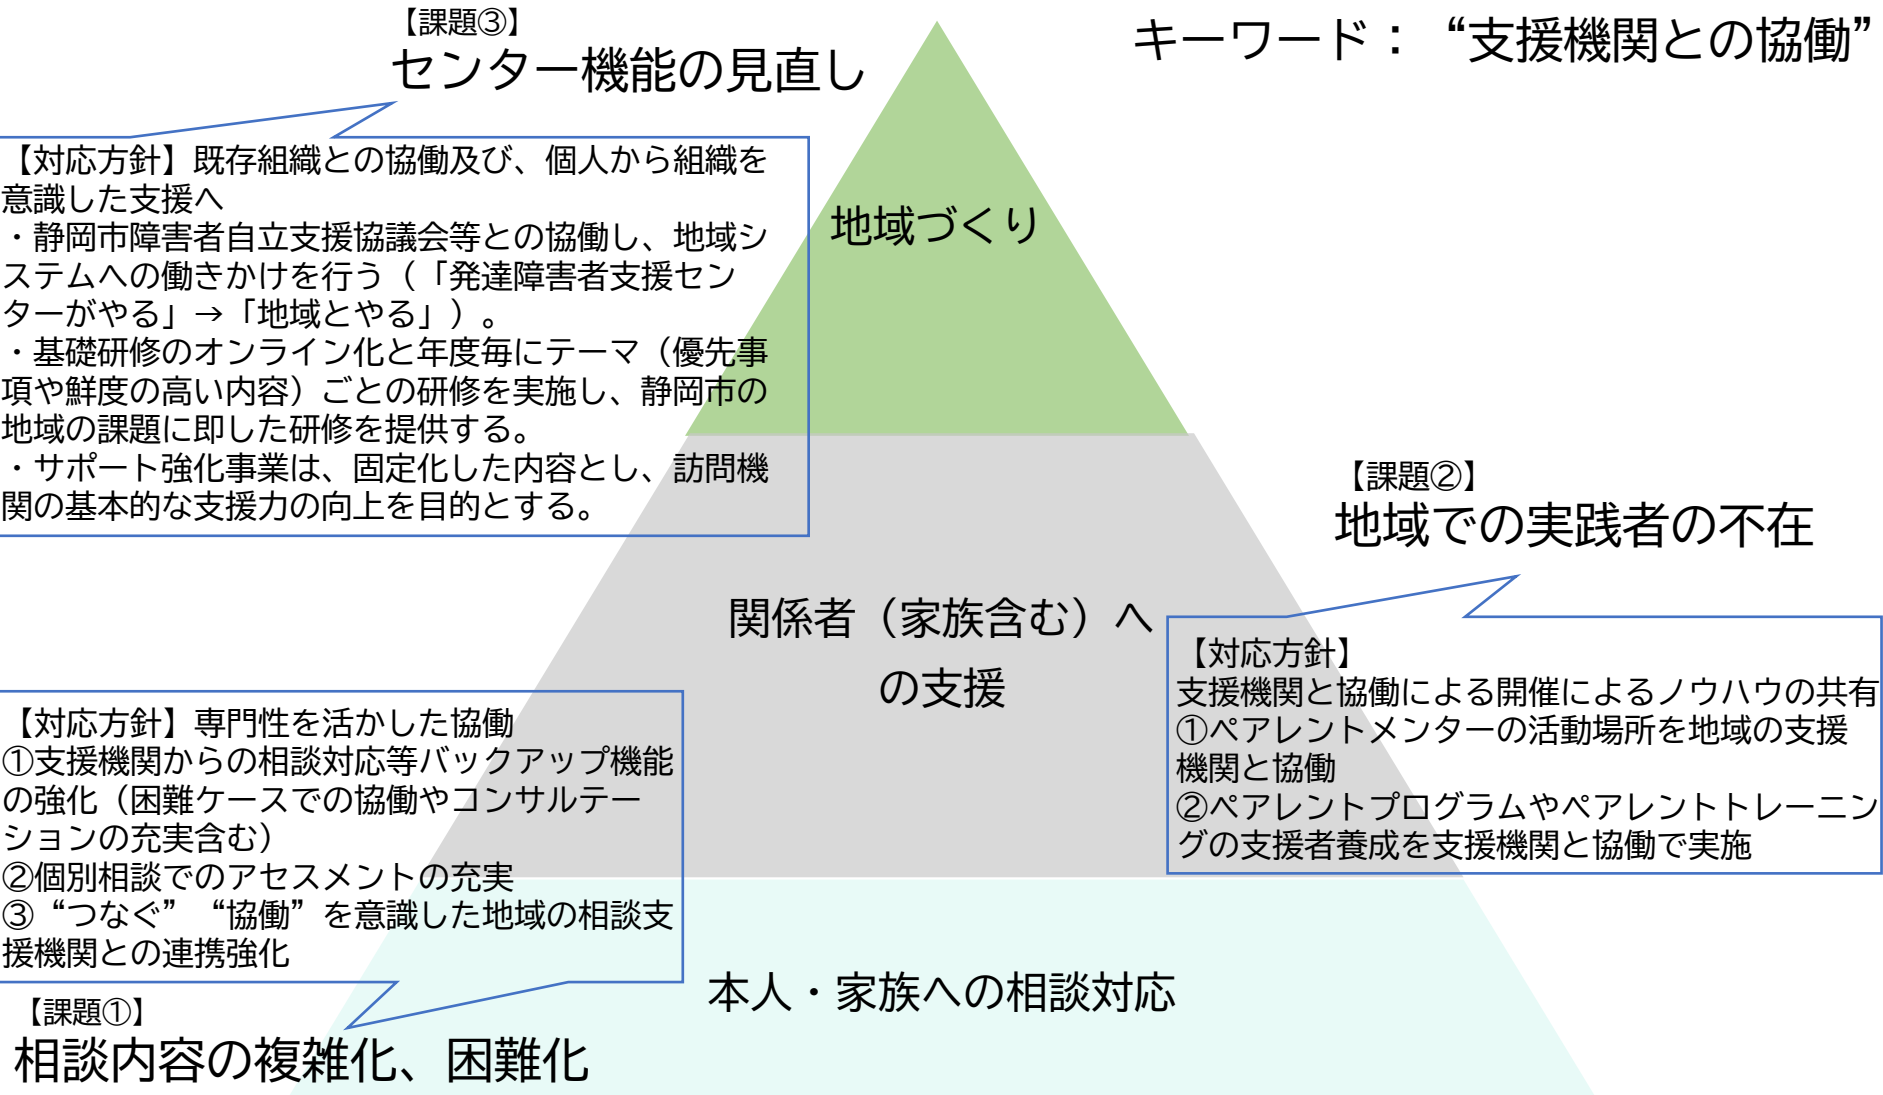 【課題③】
センター機能の見直し
キーワード：“支援機関との協働”
【対応方針】既存組織との協働及び、個人から組織を
意識した支援へ
・静岡市障害者自立支援協議会等との協働し、地域シ
ステムへの働きかけを行う（「発達障害者支援セン
ターがやる」→「地域とやる」）。
・基礎研修のオンライン化と年度毎にテーマ（優先事
項や鮮度の高い内容）ごとの研修を実施し、静岡市の
地域の課題に即した研修を提供する。
・サポート強化事業は、固定化した内容とし、訪問機
関の基本的な支援力の向上を目的とする。
地域づくり
【課題②】
地域での実践者の不在
関係者（家族含む）へ
の支援
【対応方針】
支援機関と協働による開催によるノウハウの共有
①ペアレントメンターの活動場所を地域の支援
機関と協働
②ペアレントプログラムやペアレントトレーニン
グの支援者養成を支援機関と協働で実施
【対応方針】専門性を活かした協働
①支援機関からの相談対応等バックアップ機能
の強化（困難ケースでの協働やコンサルテー
ションの充実含む）
②個別相談でのアセスメントの充実
③“つなぐ”“協働”を意識した地域の相談支
援機関との連携強化
本人・家族への相談対応
【課題①】
相談内容の複雑化、困難化